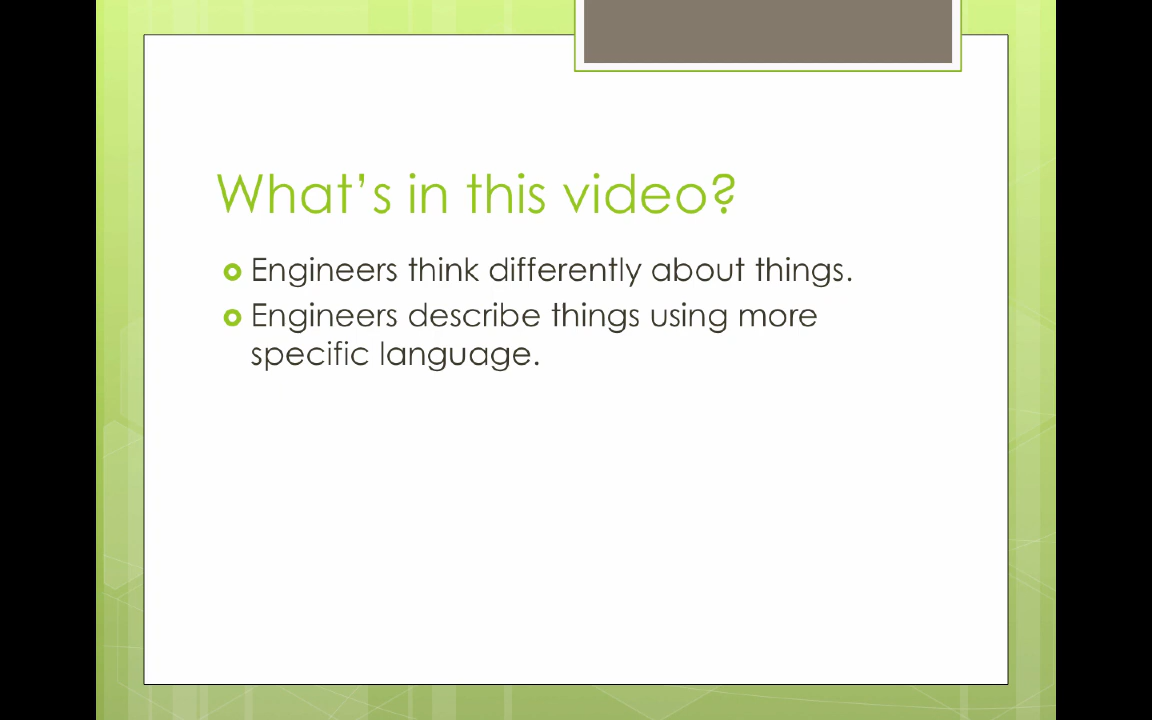 What's in this video?
Engineers think differently about things.
Engineers describe things using more
specific language.